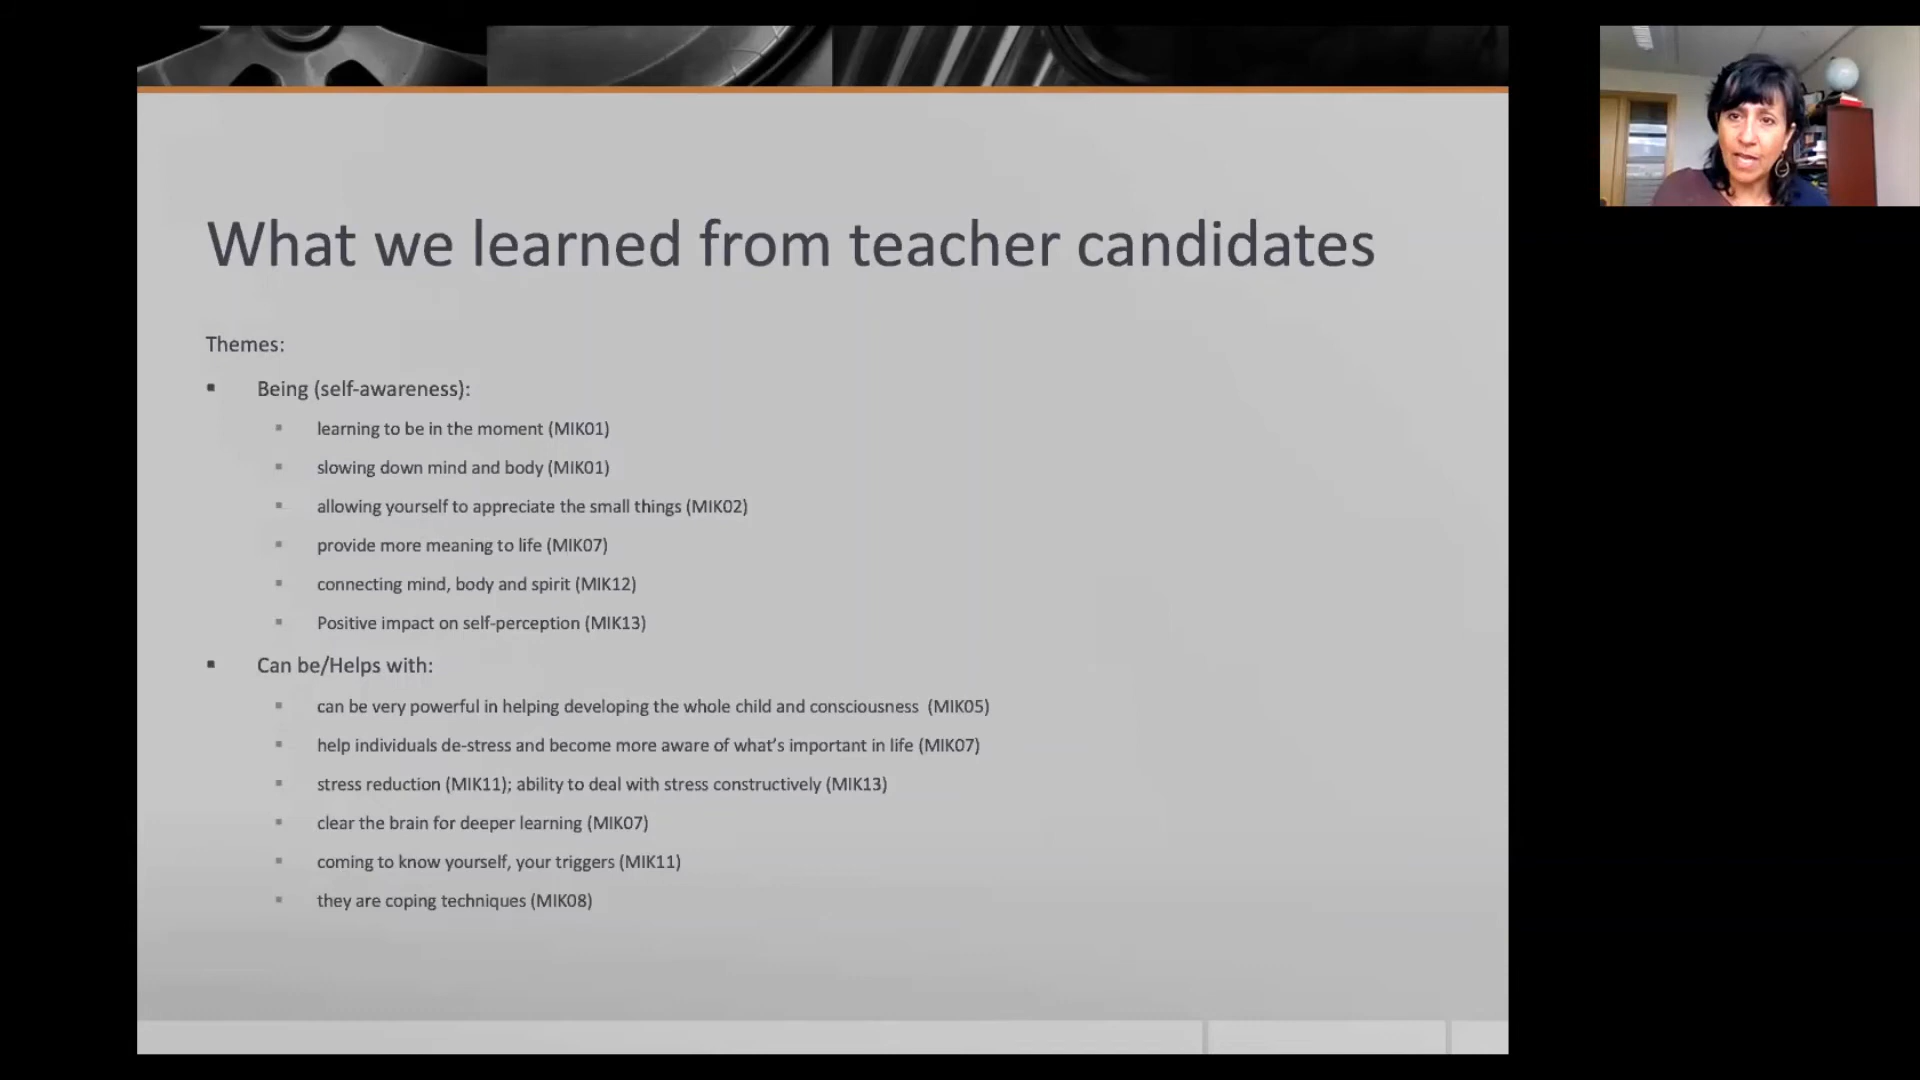 What we learned from teacher candidates
Themes:
Being (self-awareness):
learning to be in the moment (MIK01)
slowing down mind and body (MIK01)
allowing yourself to appreciate the small things (MIK02)
provide more meaning to life (MIK07)
connecting mind, body and spirit (MIK12)
Positive impact on self-perception (MIK13)
Can be/Helps with:
can be very powerful in helping developing the whole child and consciousness  (MIK05)
help individuals de-stress and become more aware of what’s important in life (MIK07)
stress reduction (MIK11); ability to deal with stress constructively (MIK13)
clear the brain for deeper learning (MIK07)
coming to know yourself, your triggers (MIK11)
they are coping techniques (MIK08)